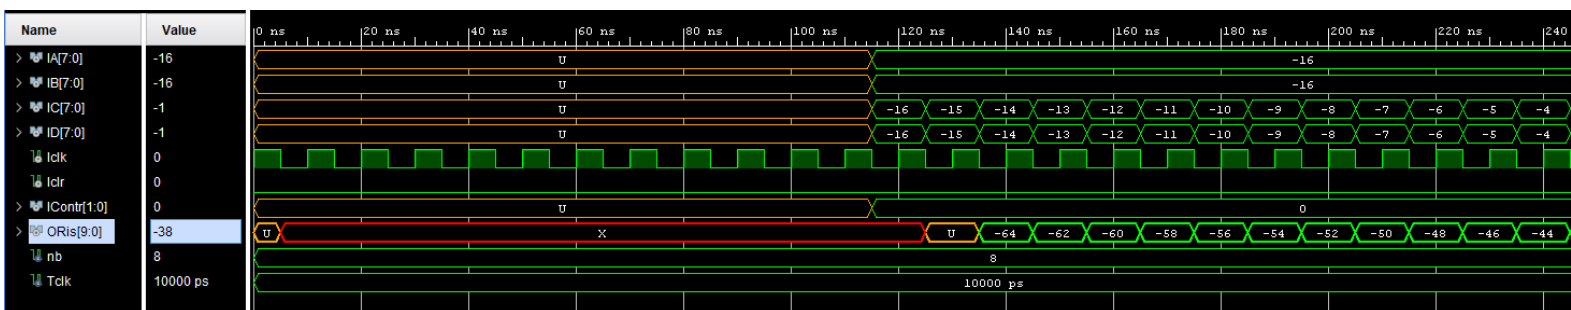 Name Value 0 ns 20 ns 40 ns 60 ns 80 ns 100 ns 120 ns 140 ns 160 ns 180 ns 200 ns 220 ns 240
> IA[7:0] -16 U -16
> IB[7:0] -16 U -16
> IC[7:0] -1 U -16 -15 -14 -13 -12 -11 -10 -9 -8 -7 -6 -5 -4
> ID[7:0] -1 U -16 -15 -14 -13 -12 -11 -10 -9 -8 -7 -6 -5 -4
Iclk 0
Iclr 0
> IContr[1:0] 0 U 0
> ORis[9:0] -38 U X U -64 -62 -60 -58 -56 -54 -52 -50 -48 -46 -44
nb 8 8
Tclk 10000 ps 10000 ps